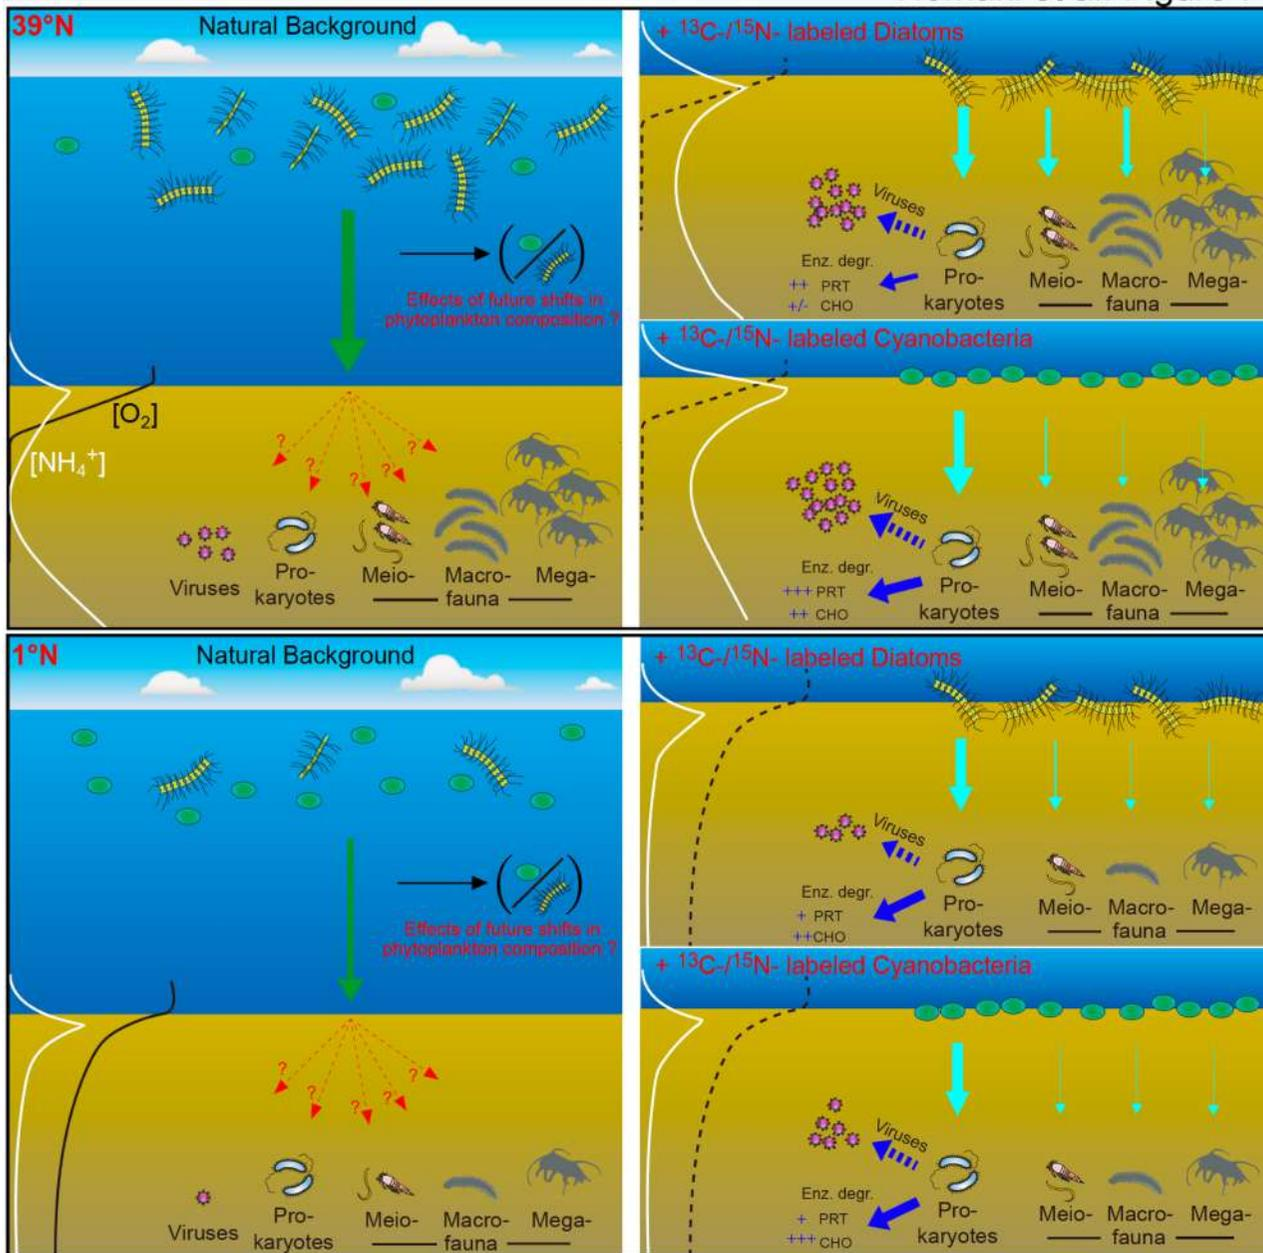 39°N
Natural Background
Effects of future shifts in
phytoplankton composition ?
[O₂]
[NH₄⁺]
?
?
?
?
?
Viruses
Pro-
karyotes
Meio-
Macro-
Mega-
fauna
+ ¹³C-/¹⁵N- labeled Diatoms
Viruses
Enz. degr.
++ PRT
+/- CHO
Pro-
karyotes
Meio-
Macro-
Mega-
fauna
+ ¹³C-/¹⁵N- labeled Cyanobacteria
Viruses
Enz. degr.
+++ PRT
++ CHO
Pro-
karyotes
Meio-
Macro-
Mega-
fauna
1°N
Natural Background
Effects of future shifts in
phytoplankton composition ?
?
?
?
?
?
Viruses
Pro-
karyotes
Meio-
Macro-
Mega-
fauna
+ ¹³C-/¹⁵N- labeled Diatoms
Viruses
Enz. degr.
+ PRT
++CHO
Pro-
karyotes
Meio-
Macro-
Mega-
fauna
+ ¹³C-/¹⁵N- labeled Cyanobacteria
Viruses
Enz. degr.
+ PRT
+++ CHO
Pro-
karyotes
Meio-
Macro-
Mega-
fauna